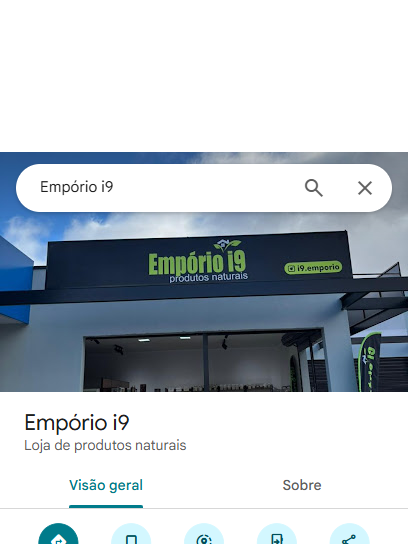 Empório i9
Empório i9
produtos naturais
i9.emporio
Empório i9
Loja de produtos naturais
Visão geral
Sobre